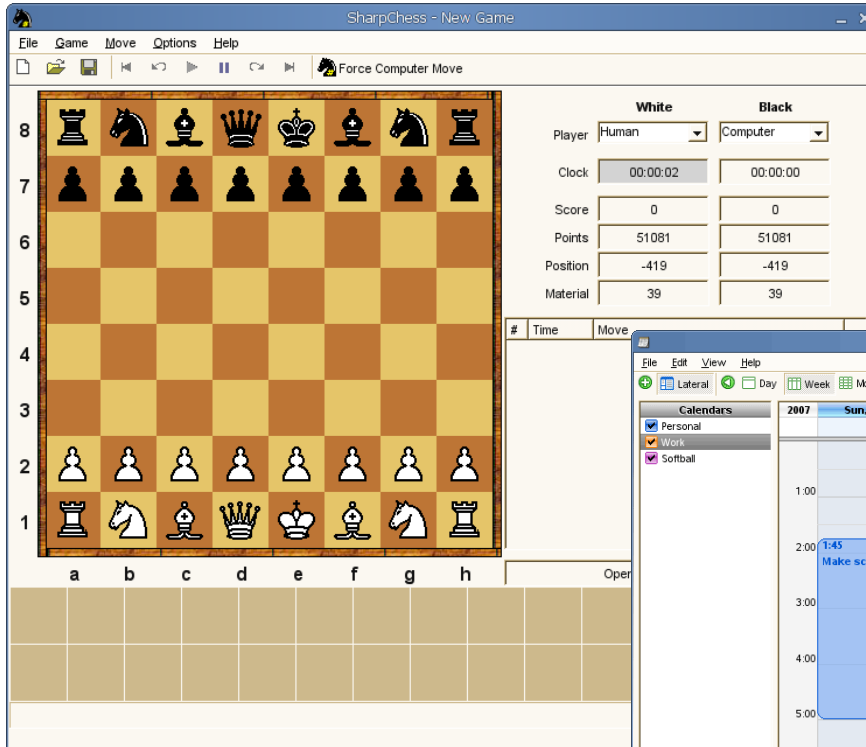 SharpChess - New Game
File Game Move Options Help
Force Computer Move
White Black
Player Human Computer
Clock 00:00:02 00:00:00
Score 0 0
Points 51081 51081
Position -419 -419
Material 39 39
# Time Move
8
7
6
5
4
3
2
1
a b c d e f g h
Oper
File Edit View Help
Lateral Day Week Mo
Calendars
Personal
Work
Softball
2007 Sun,
1:00
2:00
3:00
4:00
5:00
1:45
Make sc